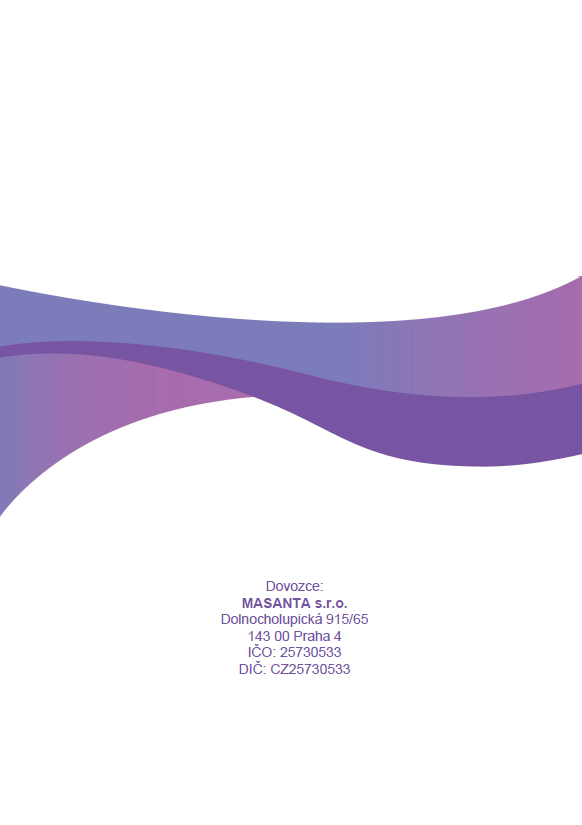 Dovozce:
MASANTA s.r.o.
Dolnocholupická 915/65
143 00 Praha 4
IČO: 25730533
DIČ: CZ25730533